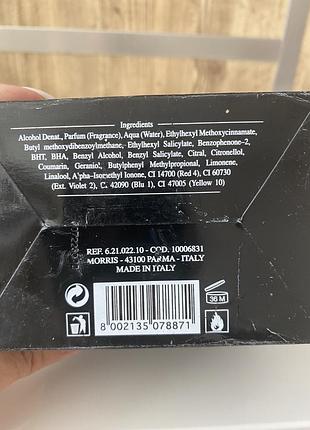 Ingredients
Alcohol Denat., Parfum (Fragrance), Aqua (Water), Ethylhexyl Methoxycinnamate,
Butyl methoxydibenzoylmethane, Ethylhexyl Salicylate, Benzophenone-2,
BHT, BHA, Benzyl Alcohol, Benzyl Salicylate, Citral, Citronellol,
Coumarin, Geraniol, Butylphenyl Methylpropional, Limonene,
Linalool, Alpha-Isomethyl Ionone, CI 14700 (Red 4), CI 60730
(Ext. Violet 2), C. 42090 (Blu 1), CI 47005 (Yellow 10)
REF. 6.21.022.10 - COD. 10006831
MORRIS - 43100 PARMA - ITALY
MADE IN ITALY
36 M
8 002135 078871